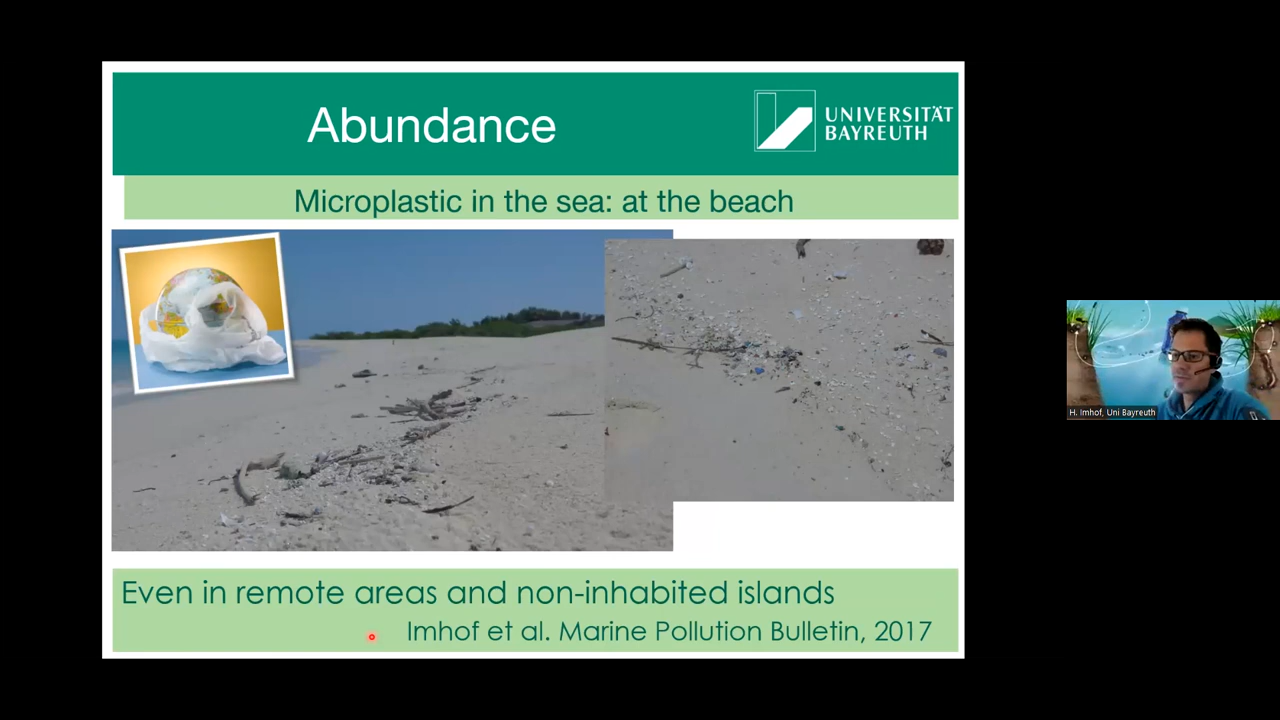 Abundance
UNIVERSITÄT
BAYREUTH
Microplastic in the sea: at the beach
Even in remote areas and non-inhabited islands
Imhof et al. Marine Pollution Bulletin, 2017
H. Imhof, Uni Bayreuth